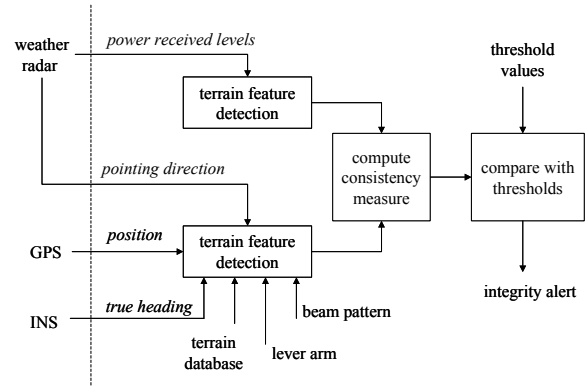 weather
radar
power received levels
terrain feature
detection
threshold
values
compute
consistency
measure
compare with
thresholds
pointing direction
GPS
position
terrain feature
detection
integrity alert
INS
true heading
beam pattern
terrain
database
lever arm